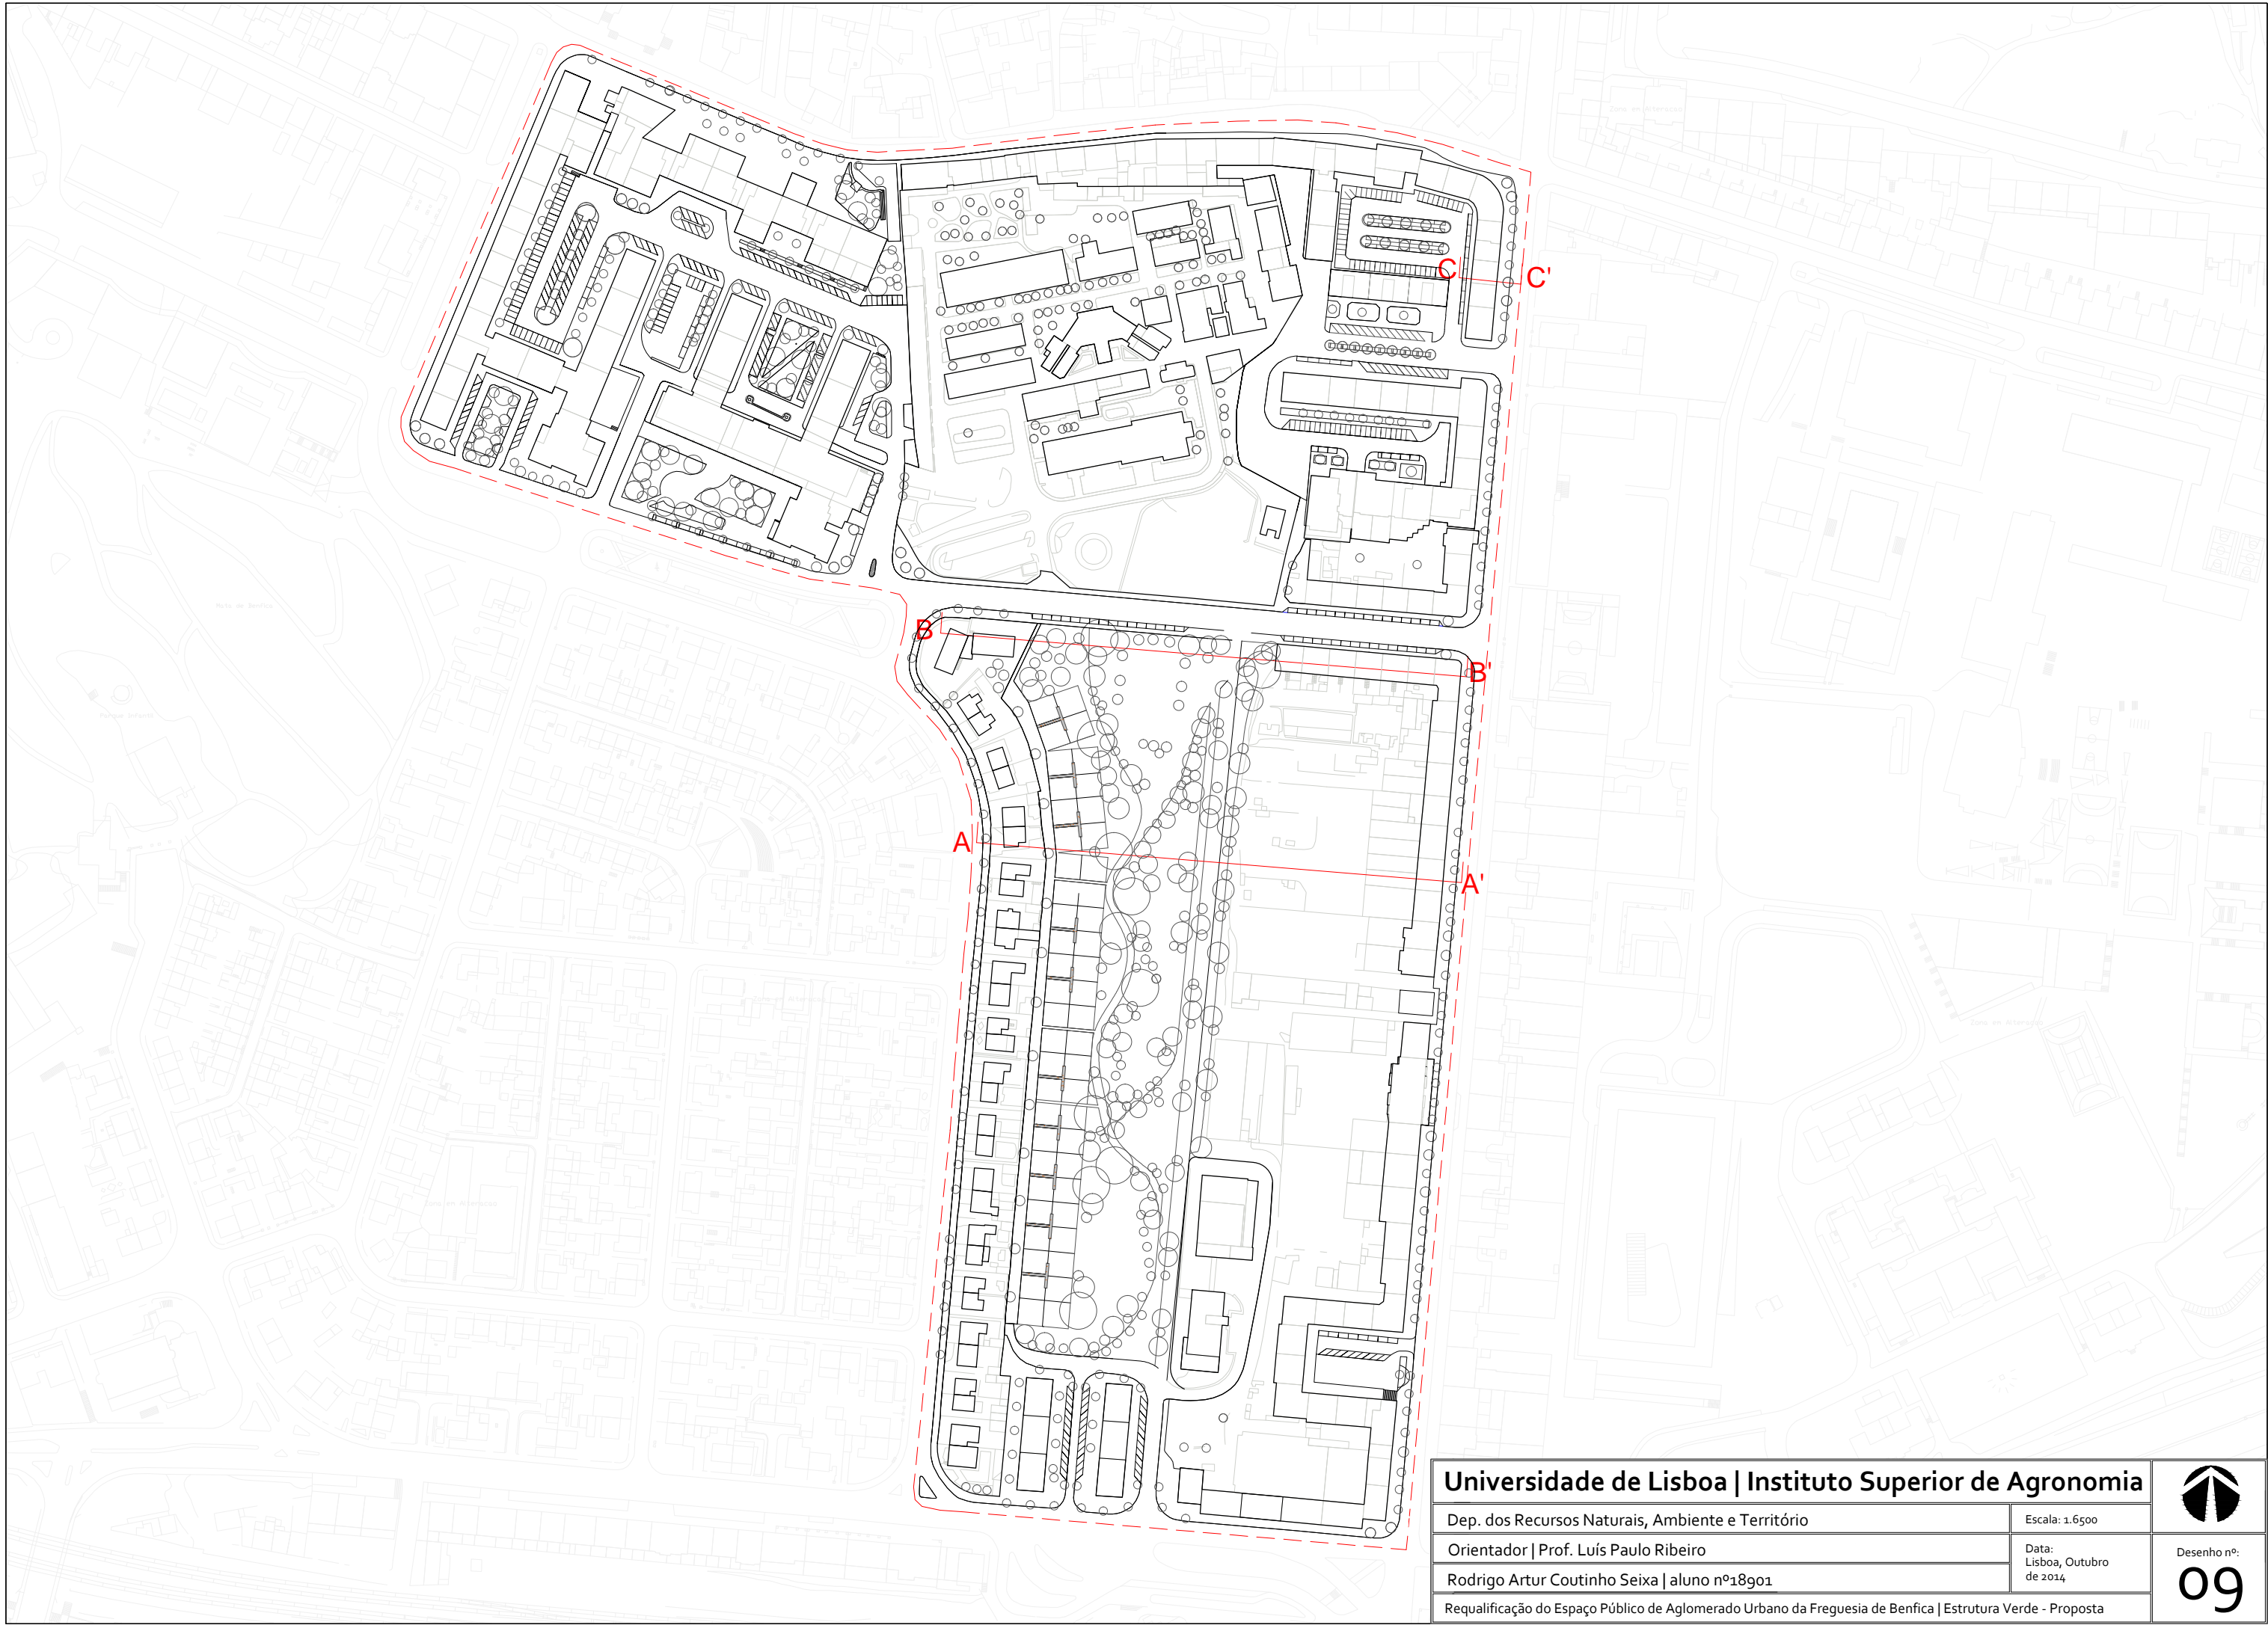 C
C'
B
B'
A
A'
Universidade de Lisboa | Instituto Superior de Agronomia
Dep. dos Recursos Naturais, Ambiente e Território
Escala: 1.6500
Orientador | Prof. Luís Paulo Ribeiro
Data:
Lisboa, Outubro
de 2014
Rodrigo Artur Coutinho Seixa | aluno nº18901
Desenho nº:
09
Requalificação do Espaço Público de Aglomerado Urbano da Freguesia de Benfica | Estrutura Verde - Proposta